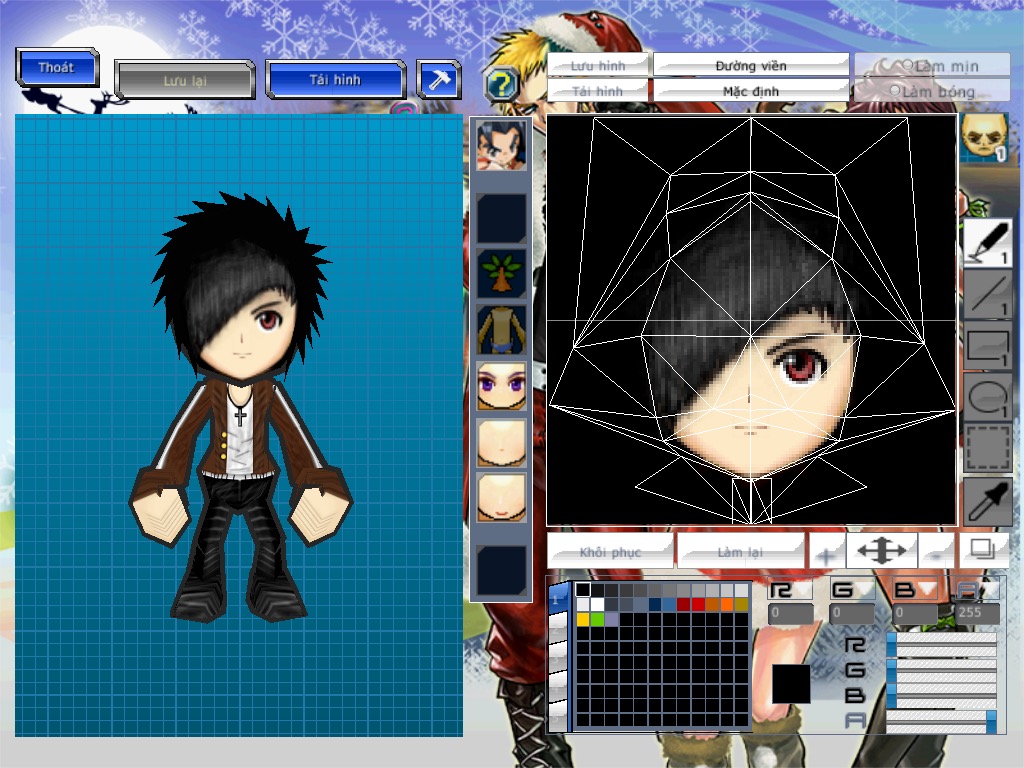 Thoát
Lưu lại
Tải hình
?
Lưu hình
Đường viền
Làm mịn
Tải hình
Mặc định
Làm bóng
1
1
1
1
1
Khôi phục
Làm lại
+
-
1
R G B A
0 0 0 255
R
G
B
A